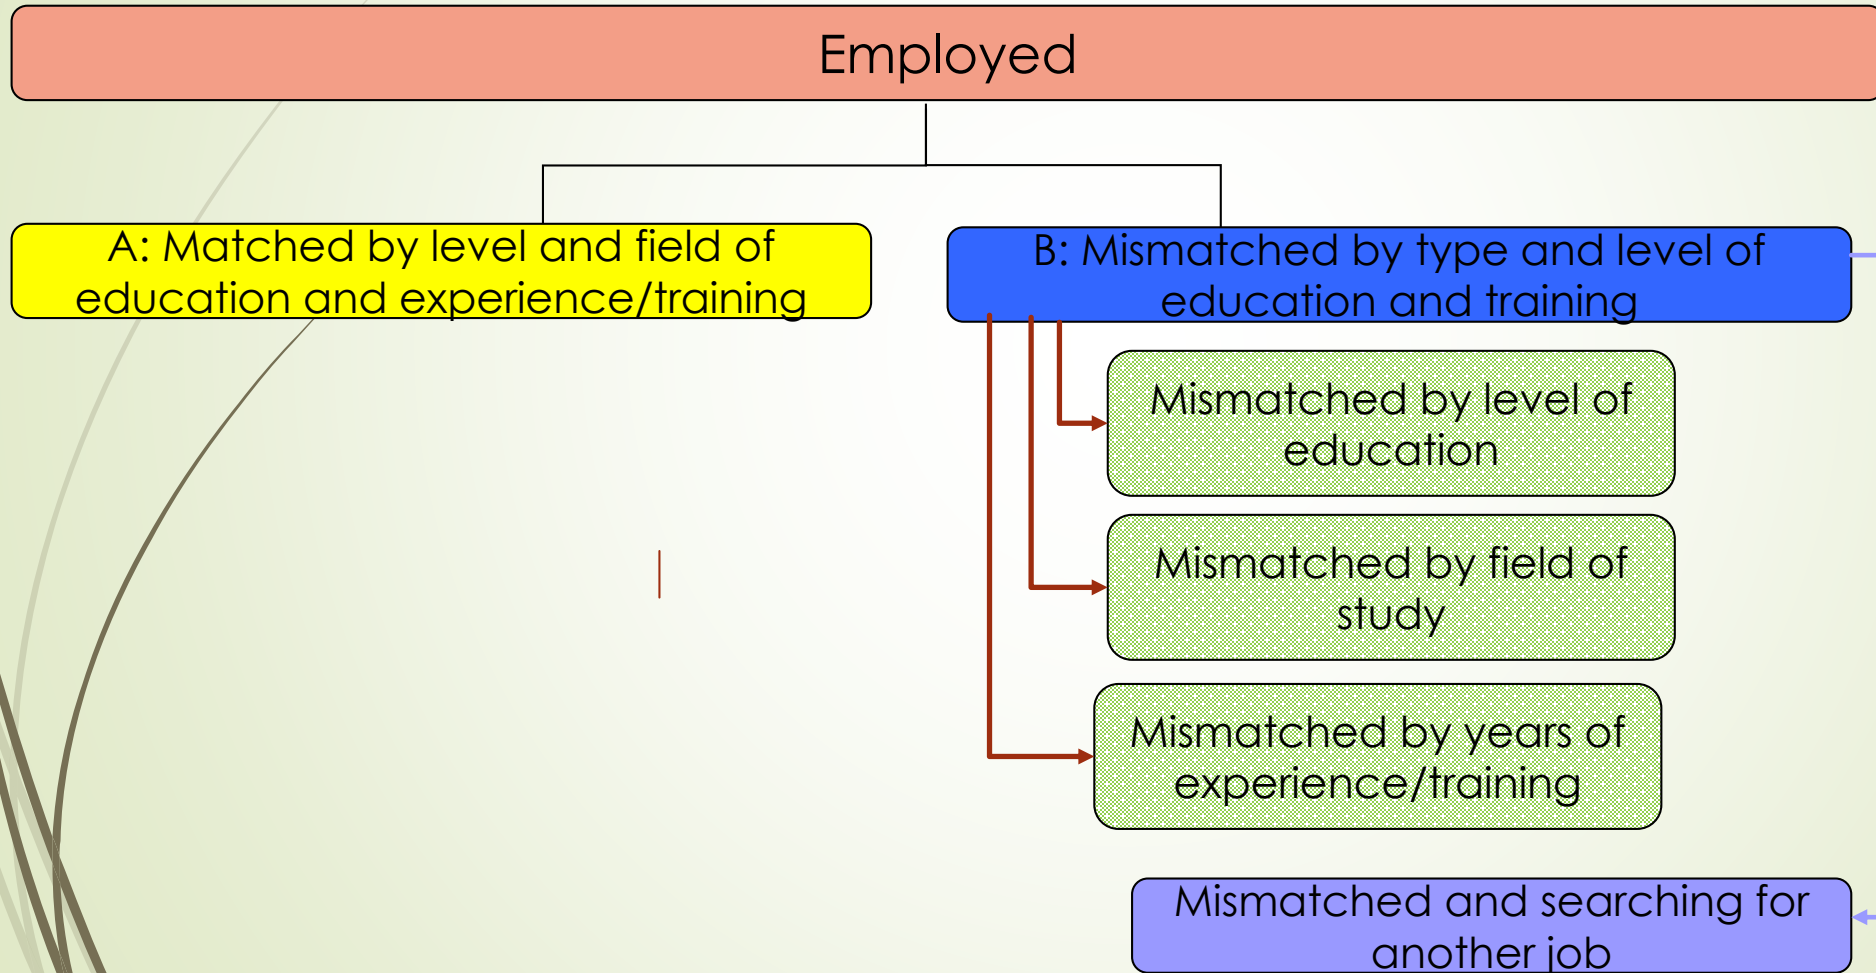 Employed
A: Matched by level and field of
education and experience/training
B: Mismatched by type and level of
education and training
Mismatched by level of
education
Mismatched by field of
study
Mismatched by years of
experience/training
Mismatched and searching for
another job